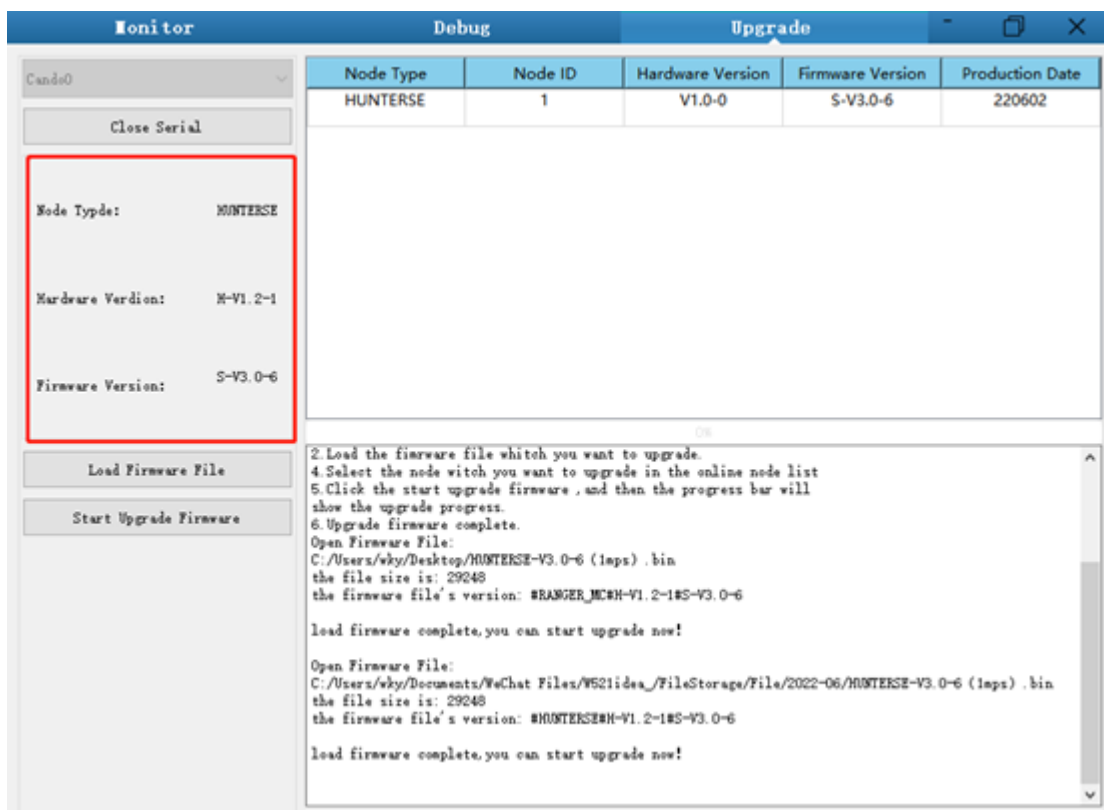 Monitor Debug Upgrade
Cando0
Close Serial
Node Type Node ID Hardware Version Firmware Version Production Date
HUNTERSE 1 V1.0-0 S-V3.0-6 220602
Node Typde: HUNTERSE
Hardware Verdion: H-V1.2-1
Firmware Version: S-V3.0-6
0%
Load Firmware File
Start Upgrade Firmware
2.Load the fimrware file whitch you want to upgrade.
4.Select the node witch you want to upgrade in the online node list
5.Click the start upgrade firmware ,and then the progress bar will
show the upgrade progress.
6.Upgrade firmware complete.
Open Firmware File:
C:/Users/wky/Desktop/HUNTERSE-V3.0-6 (1mps) .bin
the file size is: 29248
the firmware file's version: #RANGER_MC#H-V1.2-1#S-V3.0-6
load firmware complete,you can start upgrade now!
Open Firmware File:
C:/Users/wky/Documents/WeChat Files/W521idea_/FileStorage/File/2022-06/HUNTERSE-V3.0-6 (1mps) .bin
the file size is: 29248
the firmware file's version: #HUNTERSE#H-V1.2-1#S-V3.0-6
load firmware complete,you can start upgrade now!